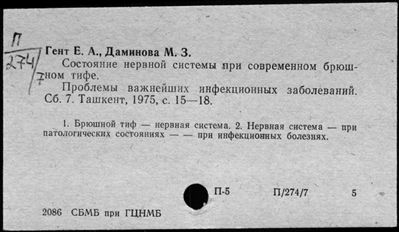 П
274/7
Гент Е. А., Даминова М. З.
Состояние нервной системы при современном брюш-
ном тифе.
Проблемы важнейших инфекционных заболеваний.
Сб. 7. Ташкент, 1975, с. 15—18.
1. Брюшной тиф — нервная система. 2. Нервная система — при
патологических состояниях — — при инфекционных болезнях.
П-5 П/274/7 5
2086 СБМБ при ГЦНМБ